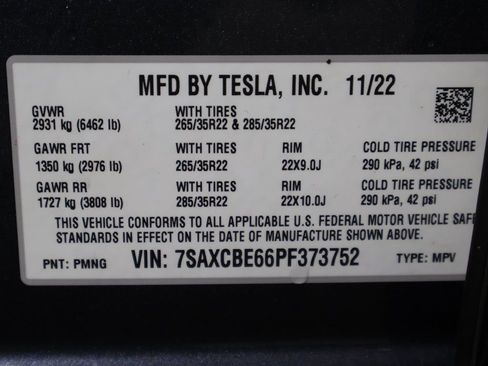 MFD BY TESLA, INC. 11/22
GVWR WITH TIRES
2931 kg (6462 lb) 265/35R22 & 285/35R22
GAWR FRT WITH TIRES RIM COLD TIRE PRESSURE
1350 kg (2976 lb) 265/35R22 22X9.0J 290 kPa, 42 psi
GAWR RR WITH TIRES RIM COLD TIRE PRESSURE
1727 kg (3808 lb) 285/35R22 22X10.0J 290 kPa, 42 psi
THIS VEHICLE CONFORMS TO ALL APPLICABLE U.S. FEDERAL MOTOR VEHICLE SAFE
STANDARDS IN EFFECT ON THE DATE OF MANUFACTURE SHOWN ABOVE.
PNT: PMNG VIN: 7SAXCBE66PF373752 TYPE: MPV